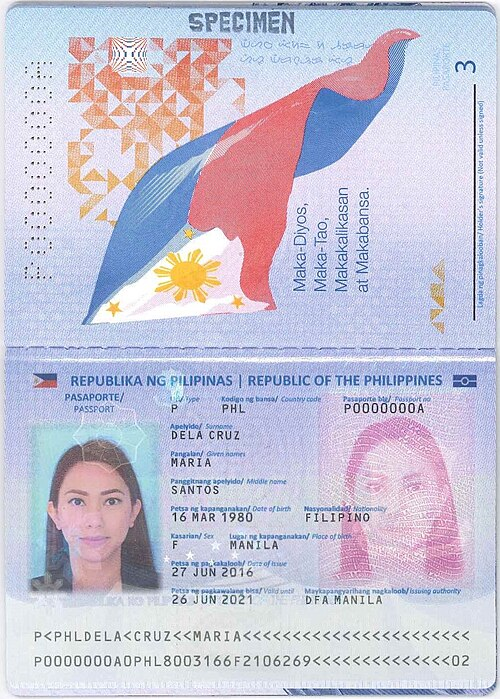 SPECIMEN
3
P0000000A
Maka-Diyos,
Maka-Tao,
Makakalikasan
at Makabansa.
Lagda ng pinagkalooban/ Holder's signature (Not valid unless signed)
REPUBLIKA NG PILIPINAS | REPUBLIC OF THE PHILIPPINES
PASAPORTE/
PASSPORT
Type
Kodigo ng bansa/ Country code
Pasaporte blg/ Passport no
P
PHL
P0000000A
Apelyido/ Surname
DELA CRUZ
Pangalan/ Given names
MARIA
Panggitnang apelyido/ Middle name
SANTOS
Petsa ng kapanganakan/ Date of birth
Nasyonalidad/ Nationality
16 MAR 1980
FILIPINO
Kasarian/ Sex
Lugar ng kapanganakan/ Place of birth
F
MANILA
Petsa ng pagkakaloob/ Date of issue
27 JUN 2016
Petsa ng pagkawalang bisa/ Valid until
Maykapangyarihang nagkaloob/ Issuing authority
26 JUN 2021
DFA MANILA
P<PHLDELA<CRUZ<<MARIA<<<<<<<<<<<<<<<<<<<<<<<
P0000000A0PHL8003166F2106269<<<<<<<<<<<<<<02